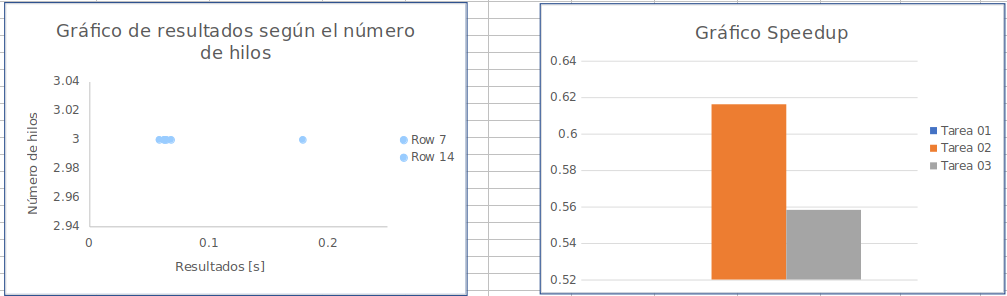 Gráfico de resultados según el número
de hilos
3.04
3.02
3
2.98
2.96
2.94
Número de hilos
0
0.1
0.2
Resultados [s]
Row 7
Row 14
Gráfico Speedup
0.64
0.62
0.6
0.58
0.56
0.54
0.52
Tarea 01
Tarea 02
Tarea 03